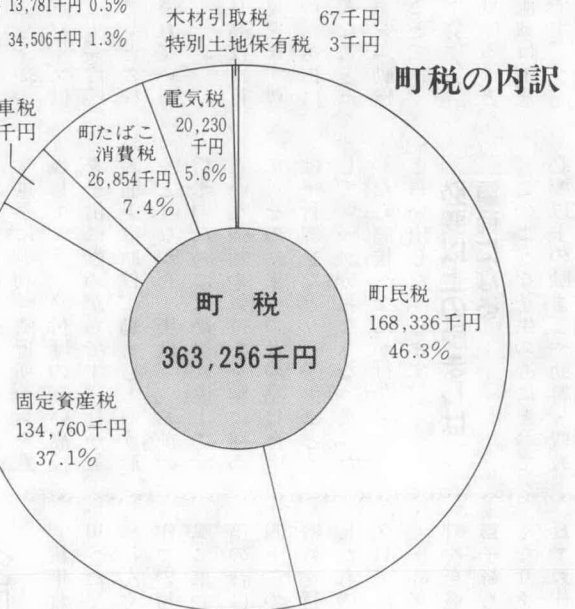 13,781千円 0.5%
34,506千円 1.3%
木材引取税 67千円
特別土地保有税 3千円
町税の内訳
車税
千円
町たばこ
消費税
26,854千円
7.4%
電気税
20,230
千円
5.6%
町税
363,256千円
町民税
168,336千円
46.3%
固定資産税
134,760千円
37.1%